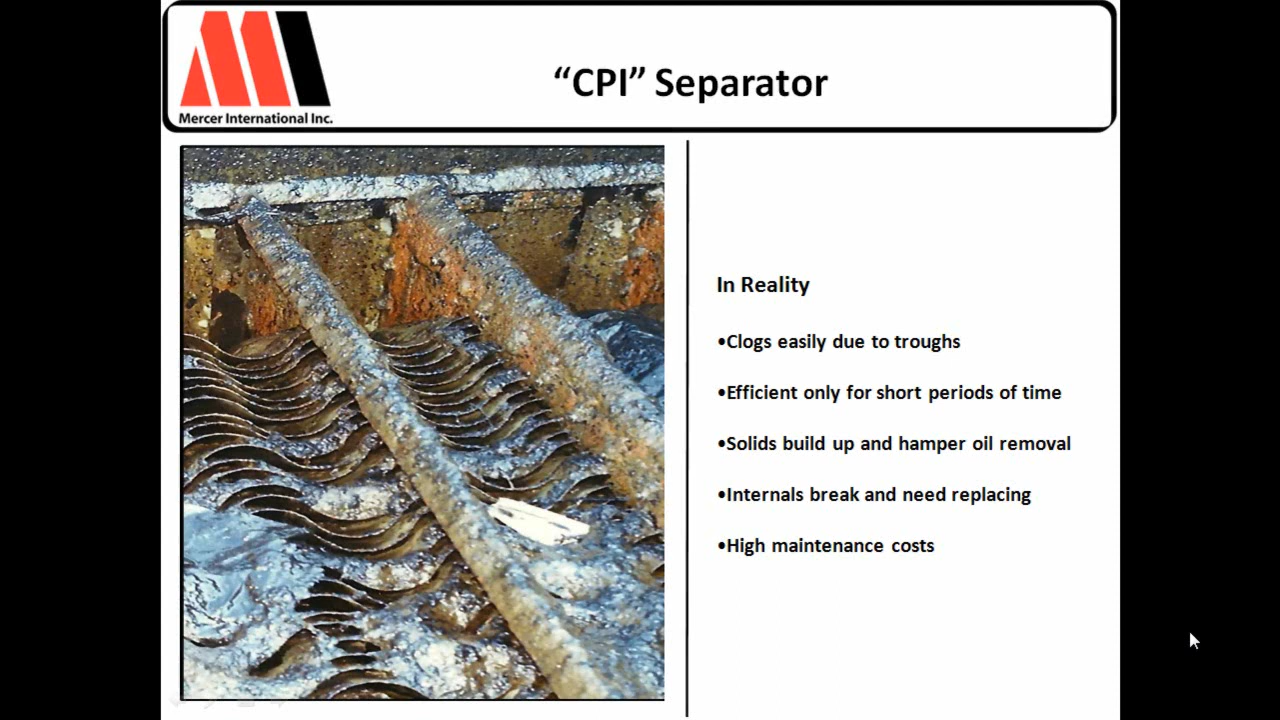 Mercer International Inc.
“CPI” Separator
In Reality
•Clogs easily due to troughs
•Efficient only for short periods of time
•Solids build up and hamper oil removal
•Internals break and need replacing
•High maintenance costs